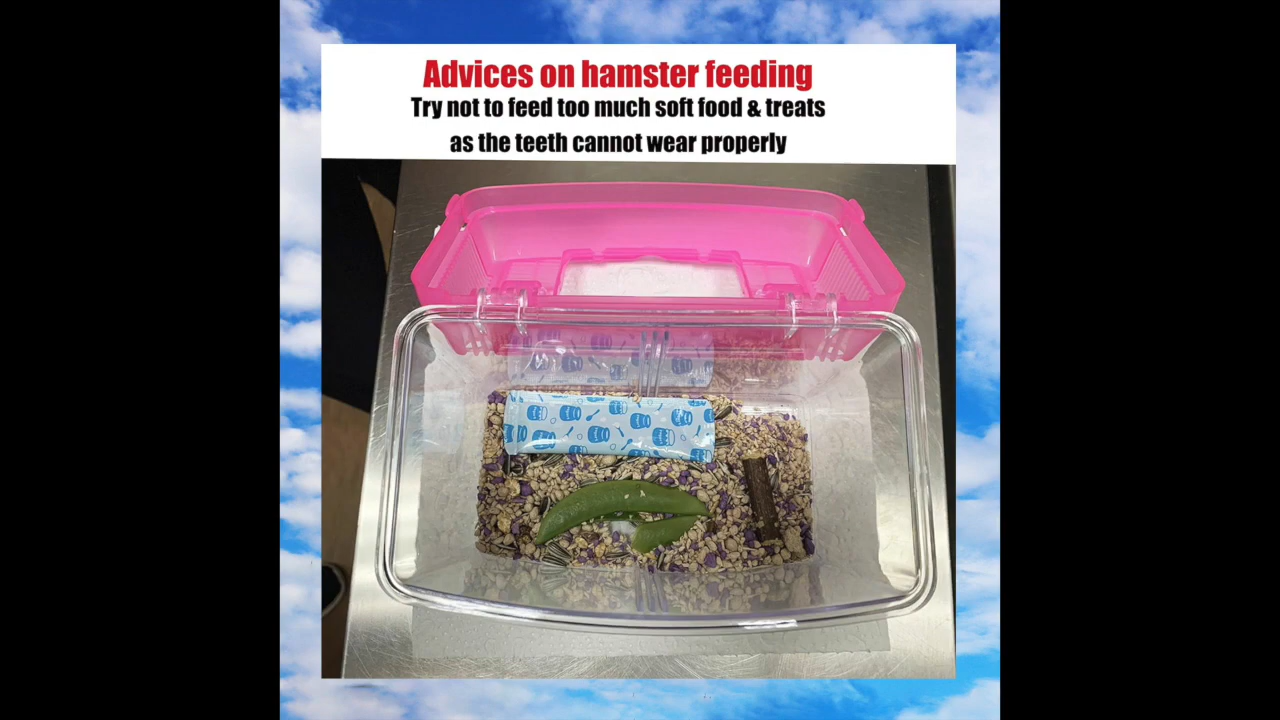 Advices on hamster feeding
Try not to feed too much soft food & treats
as the teeth cannot wear properly